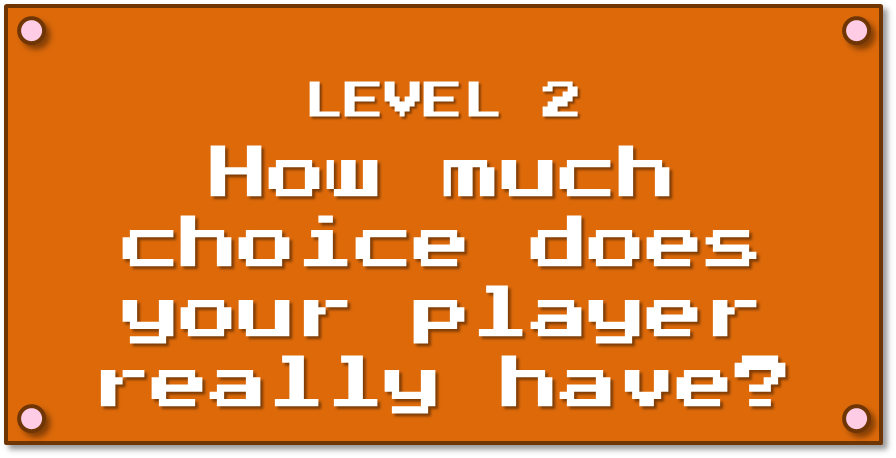 LEVEL 2
How much
choice does
your player
really have?